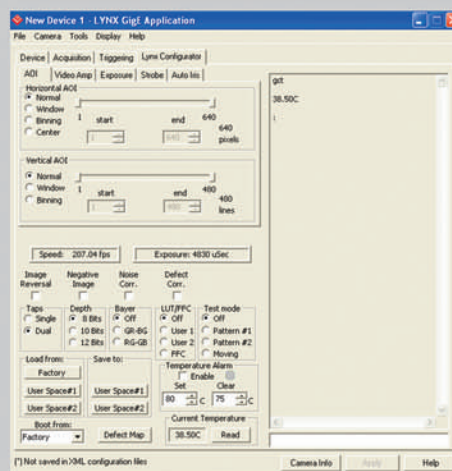 New Device 1 - LYNX GigE Application
File Camera Tools Display Help
Device Acquisition Triggering Lynx Configurator
AOI Video Amp Exposure Strobe Auto Iris
Horizontal AOI
Normal
Window
Binning
Center
1 start end 640
1 640 640
pixels
Vertical AOI
Normal
Window
Binning
1 start end 480
1 480 480
lines
Speed: 207.04 fps
Exposure: 4830 uSec
Image Reversal
Negative Image
Noise Corr.
Defect Corr.
Taps
Single
Dual
Depth
8 Bits
10 Bits
12 Bits
Bayer
Off
GR-BG
RG-GB
LUT/FFC
Off
User 1
User 2
FFC
Test mode
Off
Pattern #1
Pattern #2
Moving
Load from:
Factory
User Space#1
User Space#2
Save to:
User Space#1
User Space#2
Temperature Alarm
Enable
Set Clear
80 C 75 C
Boot from:
Factory
Defect Map
Current Temperature
38.50C Read
gct
38.50C
:
(*) Not saved in XML configuration files
Camera Info Apply Help